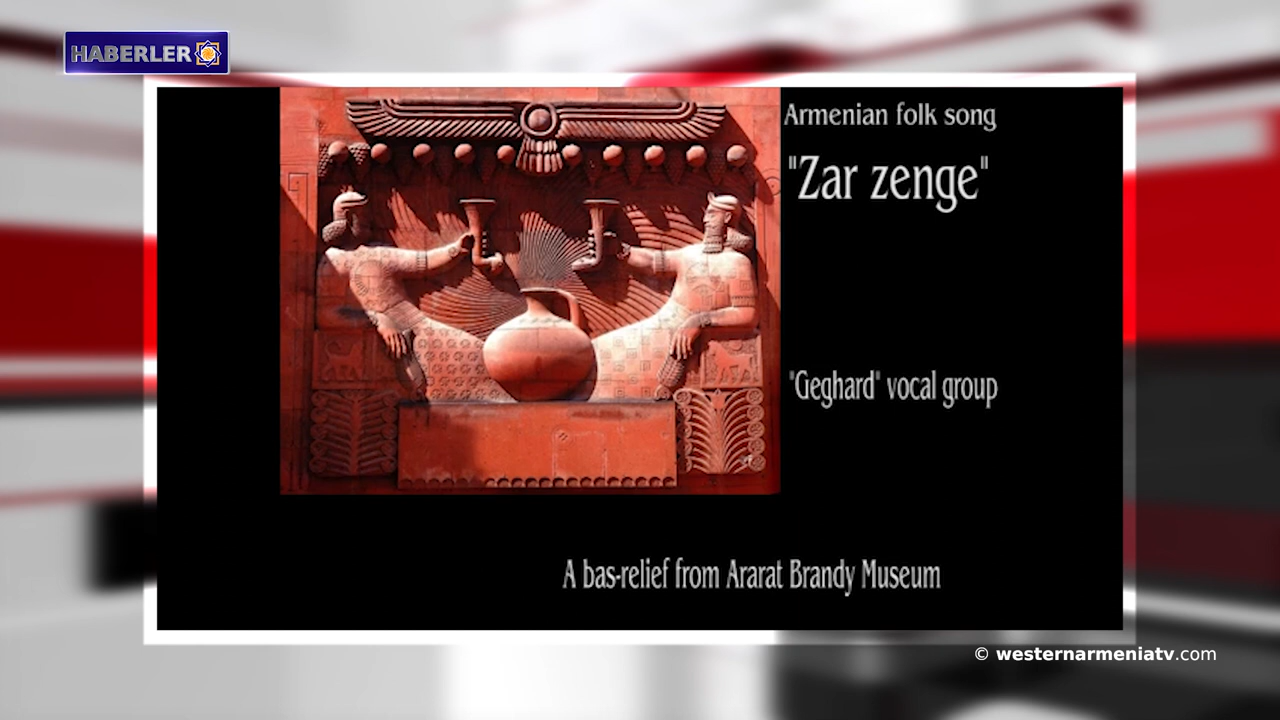 HABERLER
Armenian folk song
"Zar zenge"
"Geghard" vocal group
A bas-relief from Ararat Brandy Museum
© westernarmeniatv.com